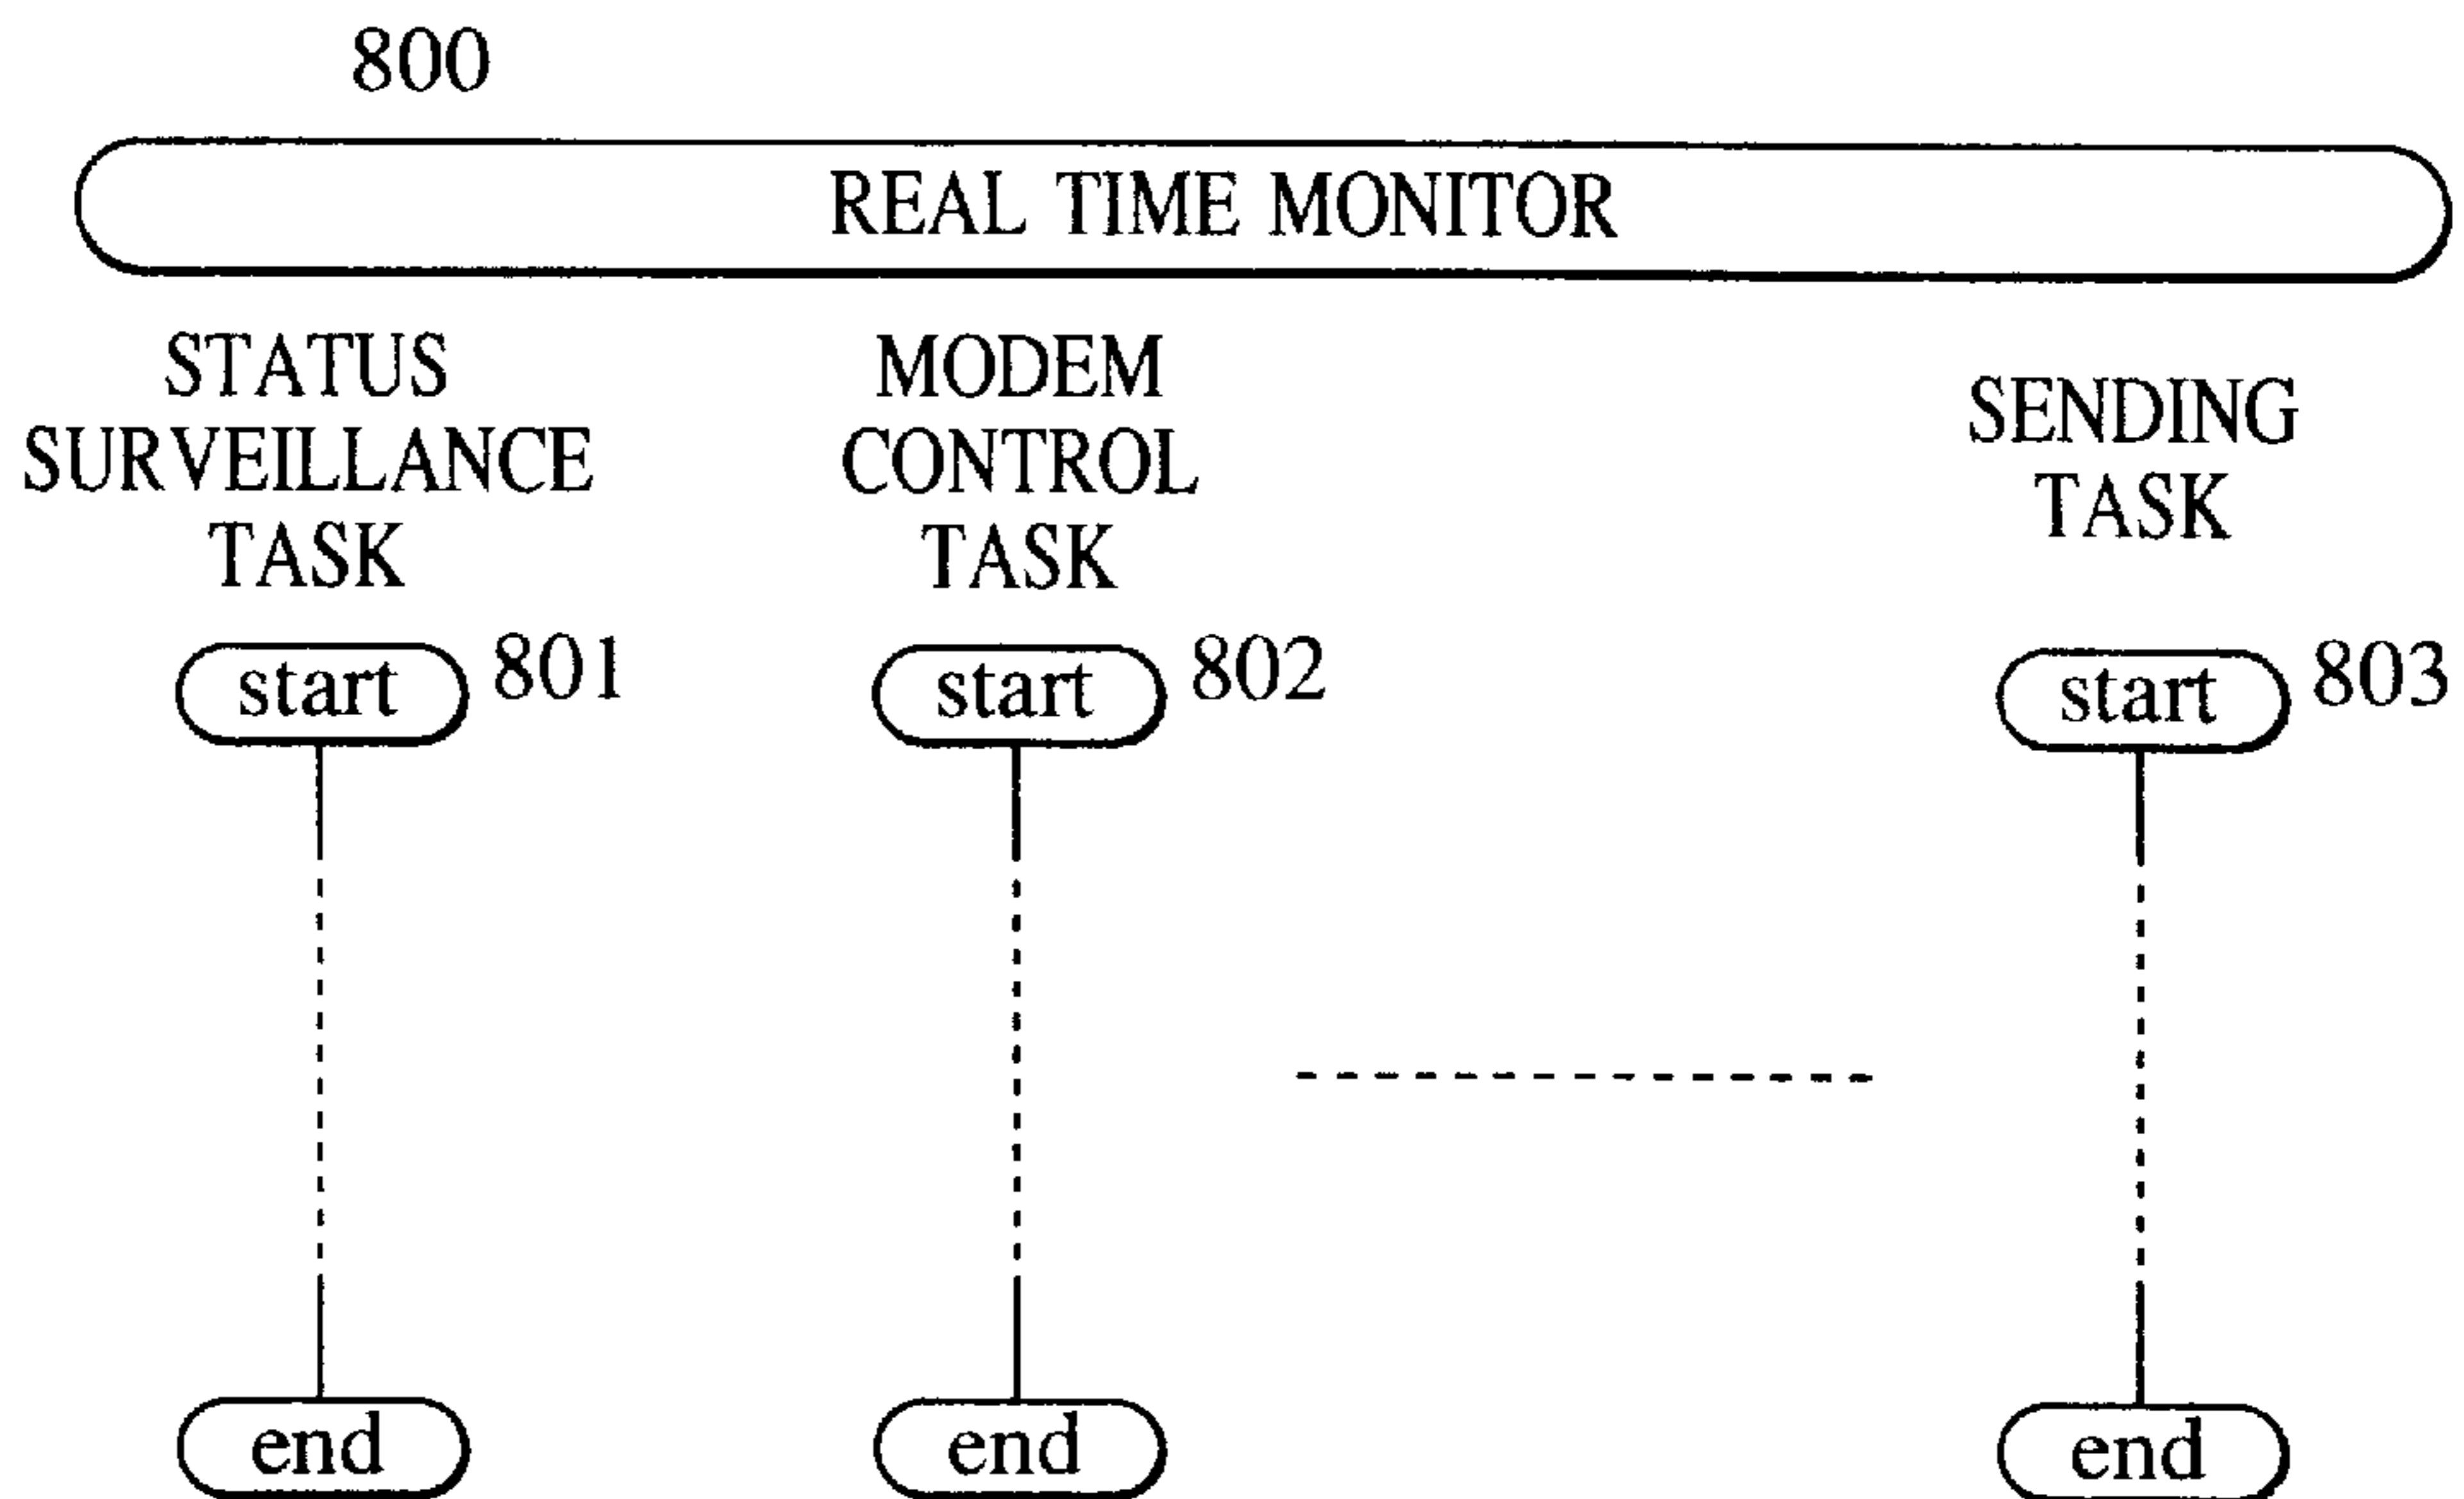 800
REAL TIME MONITOR
STATUS
SURVEILLANCE
TASK
MODEM
CONTROL
TASK
SENDING
TASK
start 801
start 802
start 803
end
end
end